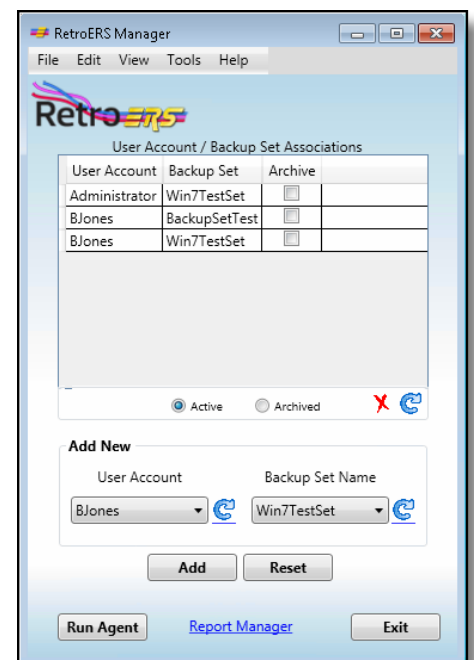 RetroERS Manager
File Edit View Tools Help
RetroERS
User Account / Backup Set Associations
User Account Backup Set Archive
Administrator Win7TestSet
BJones BackupSetTest
BJones Win7TestSet
Active Archived
Add New
User Account Backup Set Name
BJones Win7TestSet
Add Reset
Run Agent Report Manager Exit